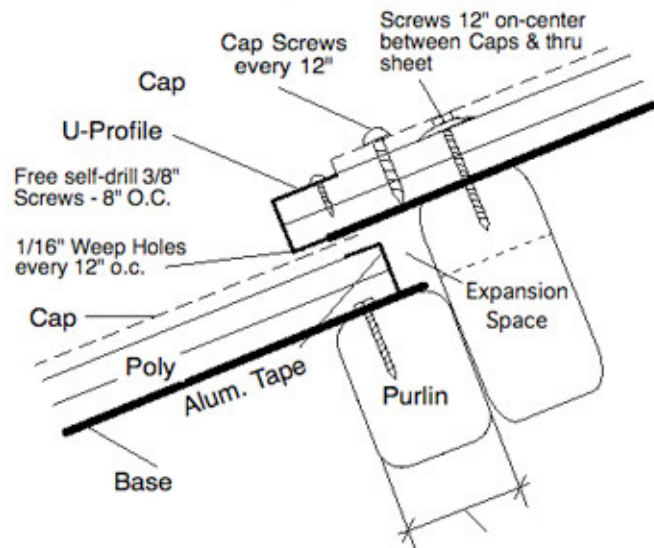 Screws 12" on-center
between Caps & thru
sheet
Cap Screws
every 12"
Cap
U-Profile
Free self-drill 3/8"
Screws - 8" O.C.
1/16" Weep Holes
every 12" o.c.
Cap
Expansion
Space
Poly
Alum. Tape
Purlin
Base